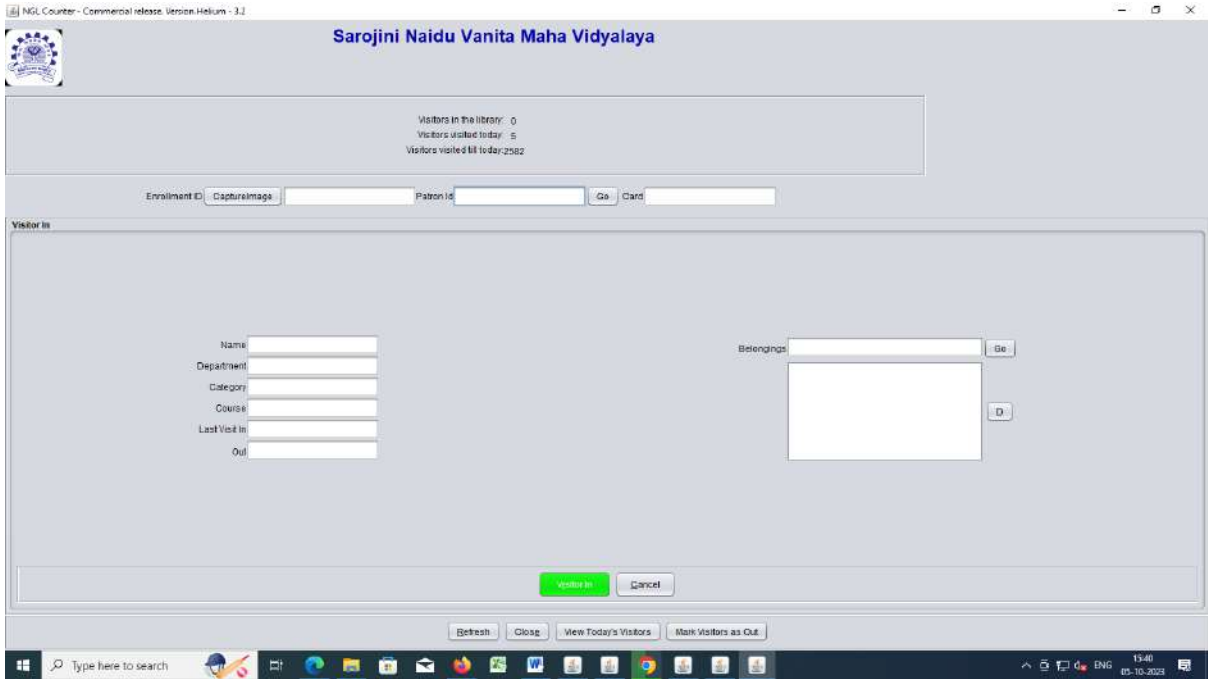 NGL Counter - Commercial release. Version.Helium - 3.2
Sarojini Naidu Vanita Maha Vidyalaya
Visitors in the library: 0
Visitors visited today: 5
Visitors visited till today:2582
Enrollment ID CaptureImage Patron Id Go Card
Visitor In
Name
Belongings Go
Department
Category
Course
D
Last Visit In
Out
Visitor In Cancel
Refresh Close View Today's Visitors Mark Visitors as Out
Type here to search
ENG 15:40
05-10-2023